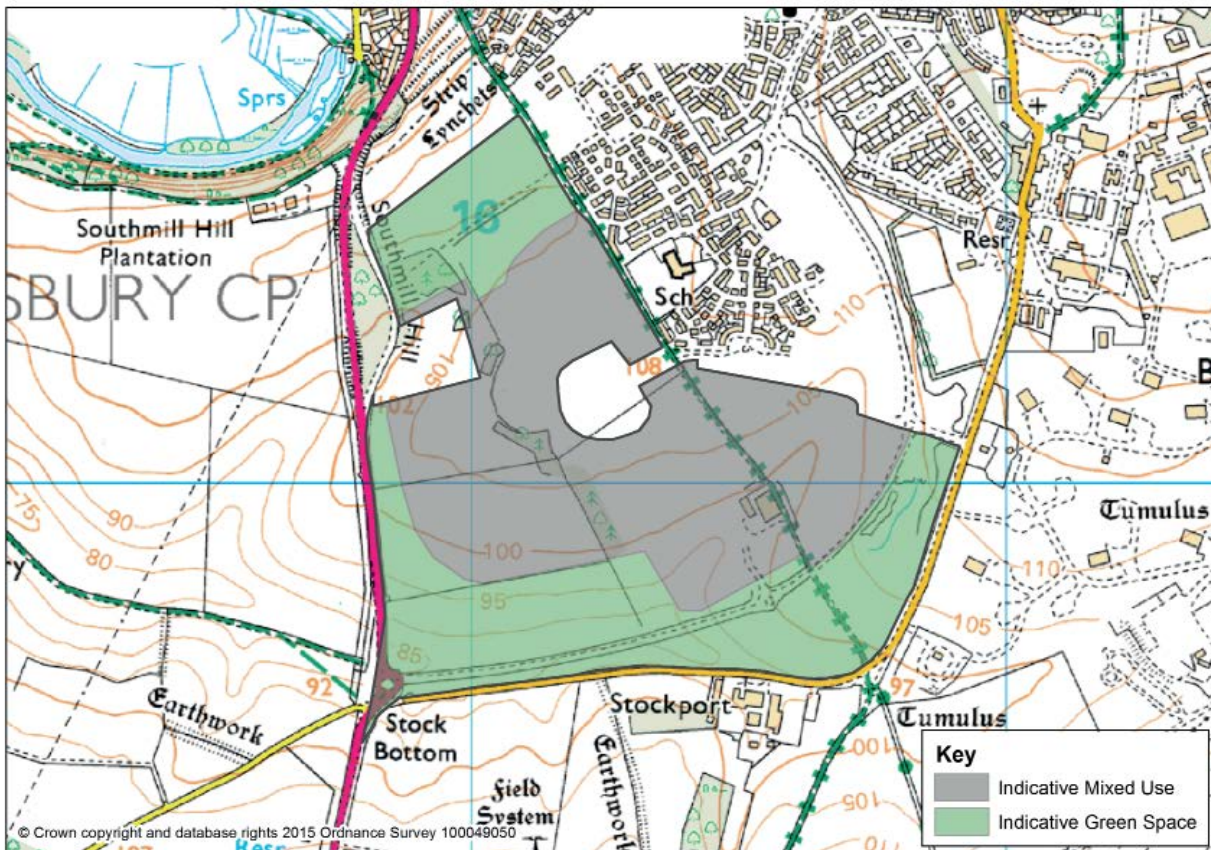 Sprs
Strip
Lynchets
Southmill Hill
Plantation
Southmill
Hill
16
SBURY CP
Sch
Resr
110
108
105
105
102
B
75
90
80
100
95
85
y
92
Tumulus
110
105
97
Earthwork
Stock
Bottom
Stockport
Earthwork
Tumulus
100
105
110
Field
System
Resr
Key
Indicative Mixed Use
Indicative Green Space
© Crown copyright and database rights 2015 Ordnance Survey 100049050